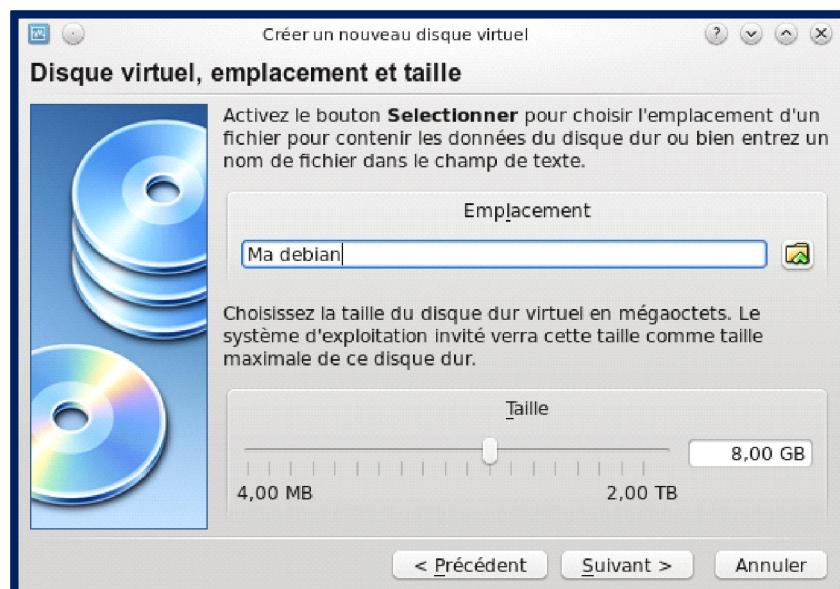 Créer un nouveau disque virtuel
Disque virtuel, emplacement et taille
Activez le bouton Selectionner pour choisir l'emplacement d'un
fichier pour contenir les données du disque dur ou bien entrez un
nom de fichier dans le champ de texte.
Emplacement
Ma debian
Choisissez la taille du disque dur virtuel en mégaoctets. Le
système d'exploitation invité verra cette taille comme taille
maximale de ce disque dur.
Taille
8,00 GB
4,00 MB 2,00 TB
< Précédent Suivant > Annuler